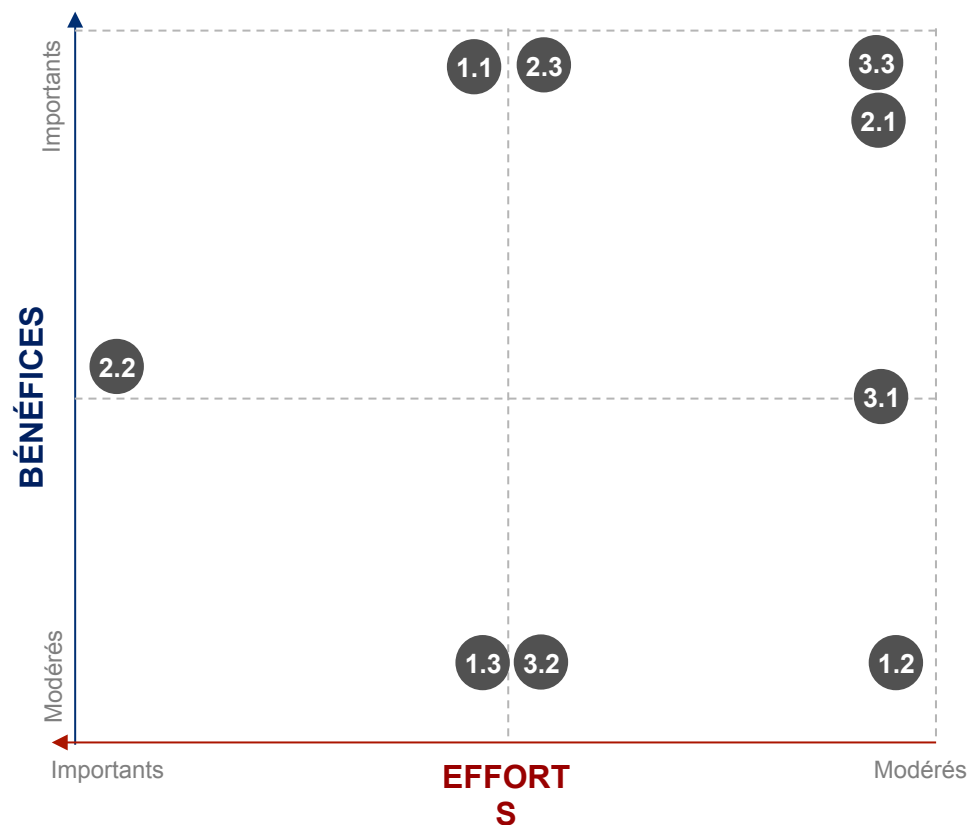 Importants
1.1
2.3
3.3
2.1
BÉNÉFICES
2.2
3.1
Modérés
1.3
3.2
1.2
Importants
EFFORT
S
Modérés